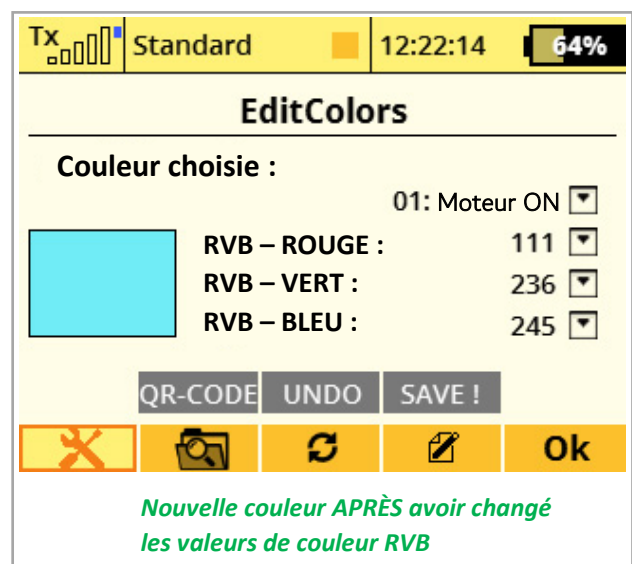 Tx Standard 12:22:14 64%
EditColors
Couleur choisie :
01: Moteur ON
RVB – ROUGE : 111
RVB – VERT : 236
RVB – BLEU : 245
QR-CODE UNDO SAVE !
Ok
Nouvelle couleur APRÈS avoir changé
les valeurs de couleur RVB